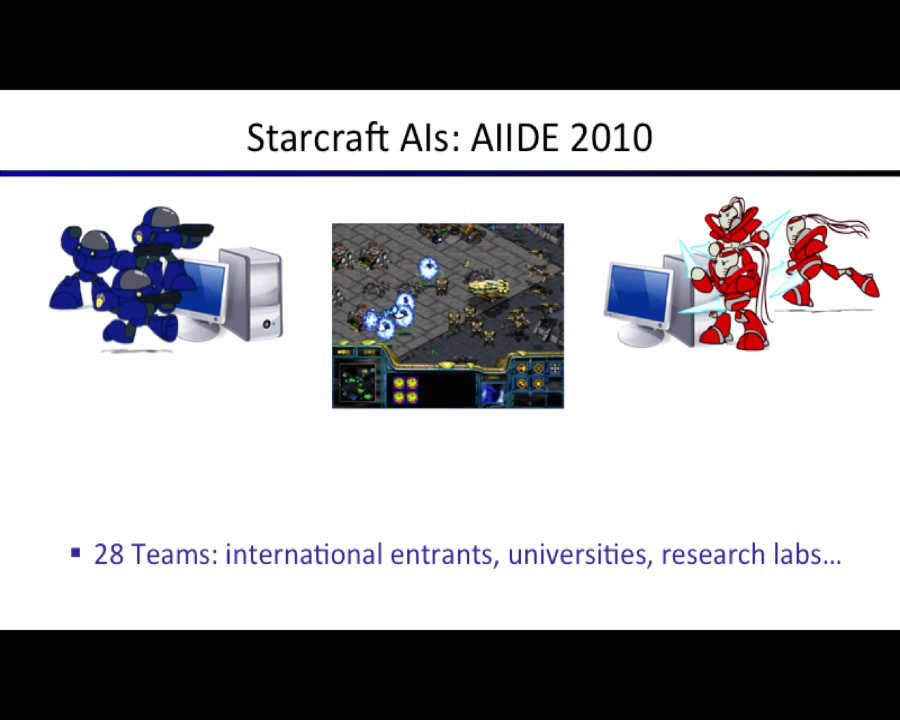 Starcraft AIs: AIIDE 2010
▪ 28 Teams: international entrants, universities, research labs…